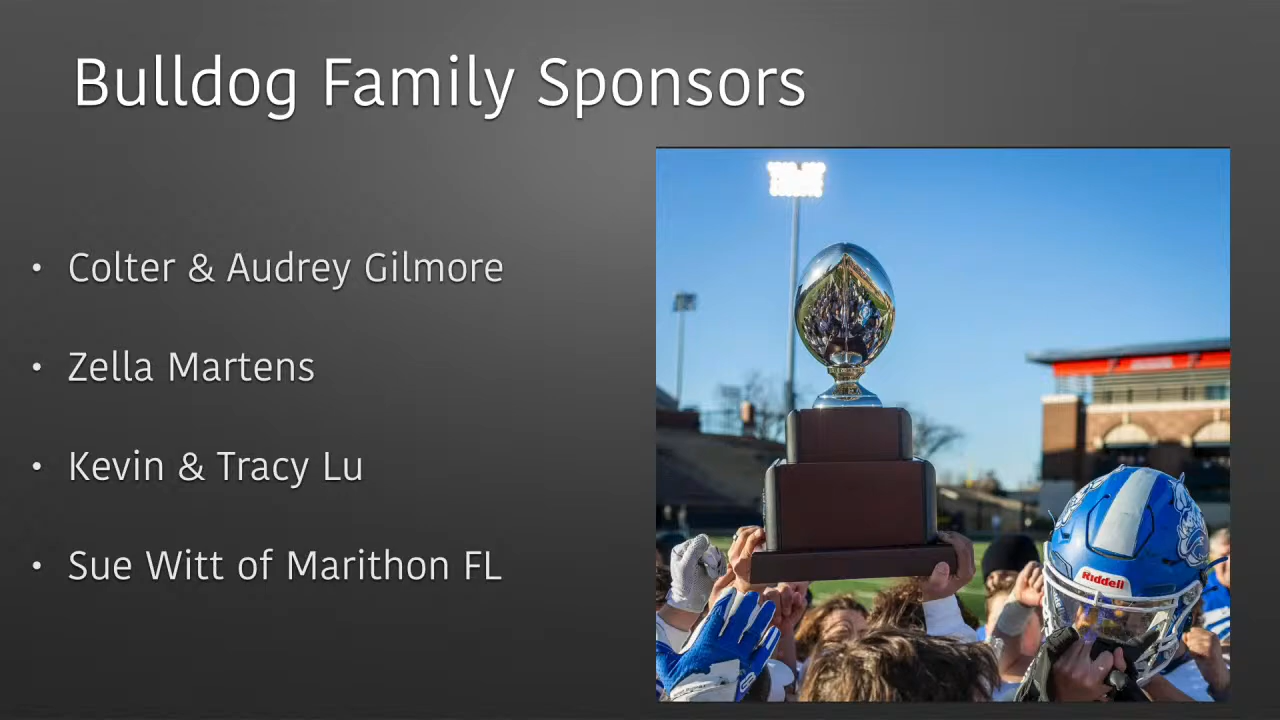 Bulldog Family Sponsors
• Colter & Audrey Gilmore
• Zella Martens
• Kevin & Tracy Lu
• Sue Witt of Marithon FL
Riddell